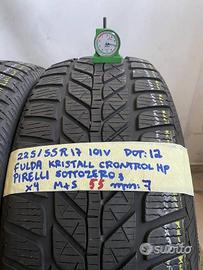 225/55R17 101V DOT:12
FULDA KRISTALL CRONTROL HP
PIRELLI SOTTOZERO 3
x4 M+S 55 mm: 7
subito